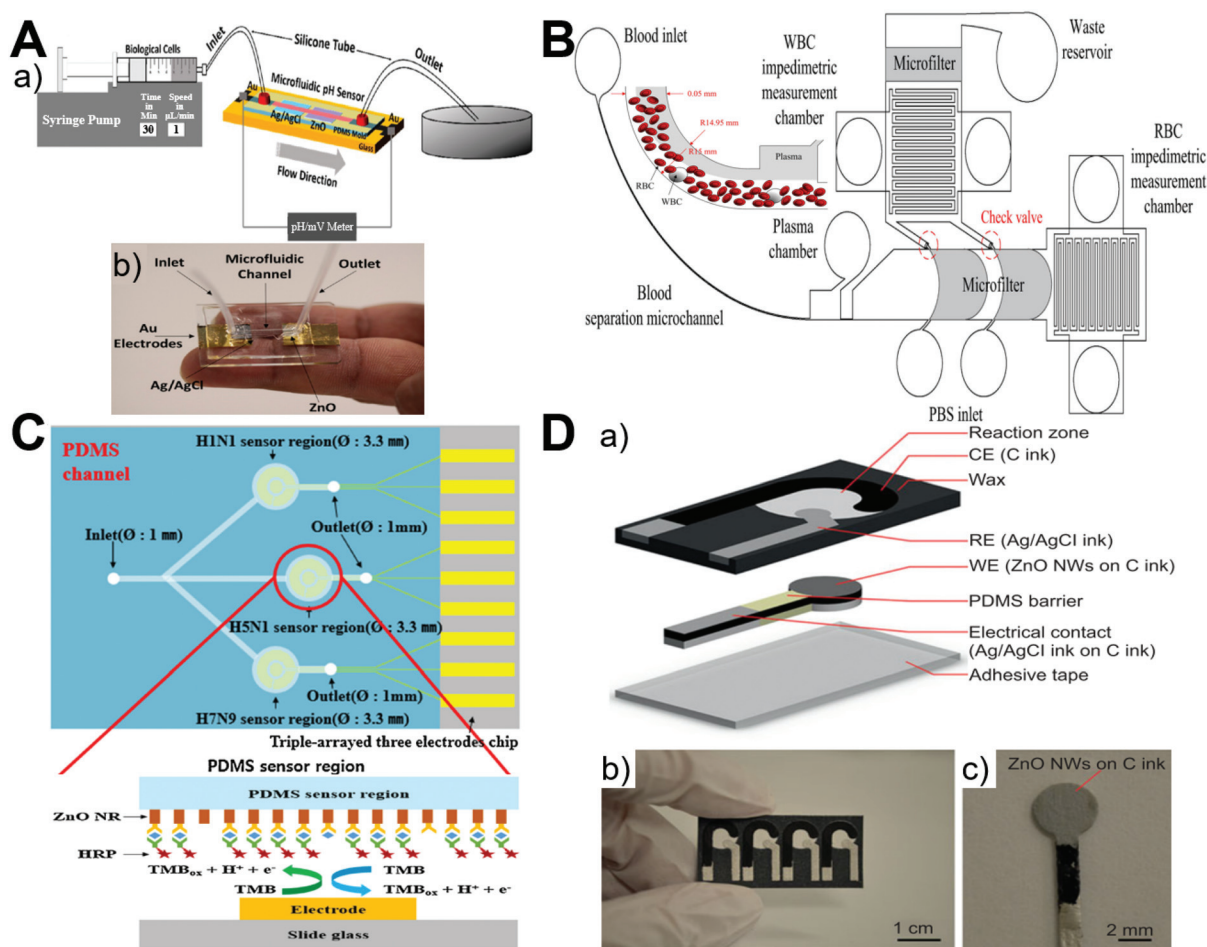 A
a)
Biological Cells
Inlet
Silicone Tube
Outlet
Time
in
Min
30
Speed
in
µL/min
1
Syringe Pump
Au
Microfluidic pH Sensor
Au
Ag/AgCl
ZnO
PDMS Mold
Glass
Flow Direction
pH/mV Meter
b)
Inlet
Microfluidic
Channel
Outlet
Au
Electrodes
Ag/AgCl
ZnO
B
Blood inlet
WBC
impedimetric
measurement
chamber
Microfilter
Waste
reservoir
0.05 mm
R14.95 mm
R15 mm
Plasma
RBC
WBC
RBC
impedimetric
measurement
chamber
Plasma
chamber
Check valve
Microfilter
Blood
separation microchannel
PBS inlet
C
PDMS
channel
H1N1 sensor region(Ø : 3.3 mm)
Inlet(Ø : 1 mm)
Outlet(Ø : 1mm)
H5N1 sensor region(Ø : 3.3 mm)
Outlet(Ø : 1mm)
H7N9 sensor region(Ø : 3.3 mm)
Triple-arrayed three electrodes chip
PDMS sensor region
PDMS sensor region
ZnO NR
HRP
TMBox + H+ + e-
TMB
TMB
TMBox + H+ + e-
Electrode
Slide glass
D
a)
Reaction zone
CE (C ink)
Wax
RE (Ag/AgCl ink)
WE (ZnO NWs on C ink)
PDMS barrier
Electrical contact
(Ag/AgCl ink on C ink)
Adhesive tape
b)
1 cm
c)
ZnO NWs on C ink
2 mm